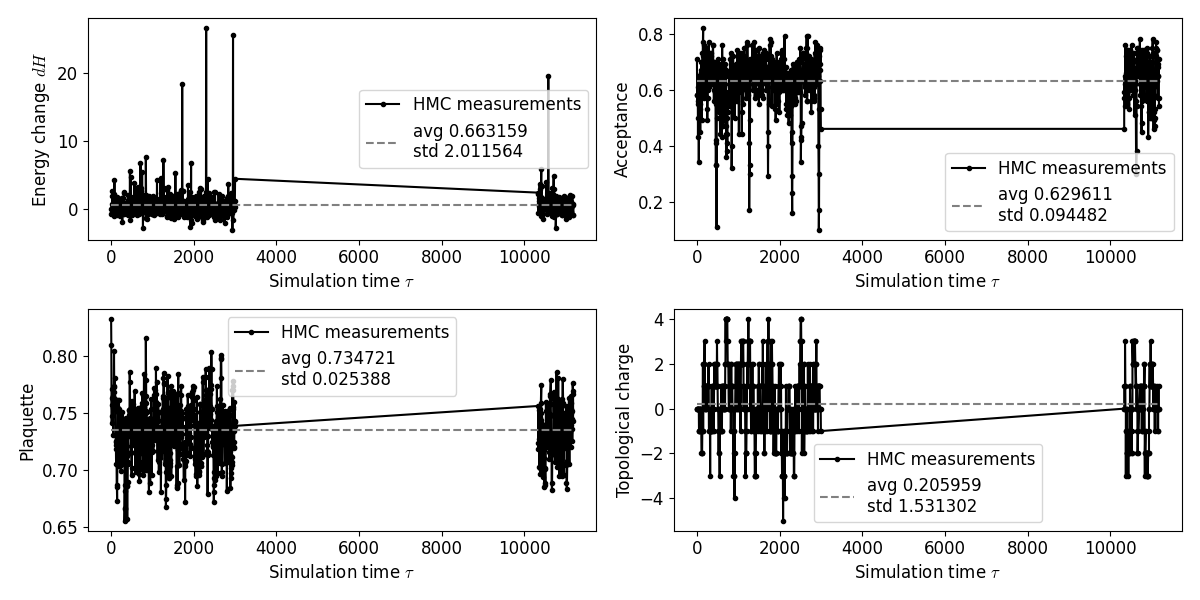 Energy change dH
20
10
0
HMC measurements
avg 0.663159
std 2.011564
0 2000 4000 6000 8000 10000
Simulation time τ
Acceptance
0.8
0.6
0.4
0.2
HMC measurements
avg 0.629611
std 0.094482
0 2000 4000 6000 8000 10000
Simulation time τ
Plaquette
0.80
0.75
0.70
0.65
HMC measurements
avg 0.734721
std 0.025388
0 2000 4000 6000 8000 10000
Simulation time τ
Topological charge
4
2
0
−2
−4
HMC measurements
avg 0.205959
std 1.531302
0 2000 4000 6000 8000 10000
Simulation time τ